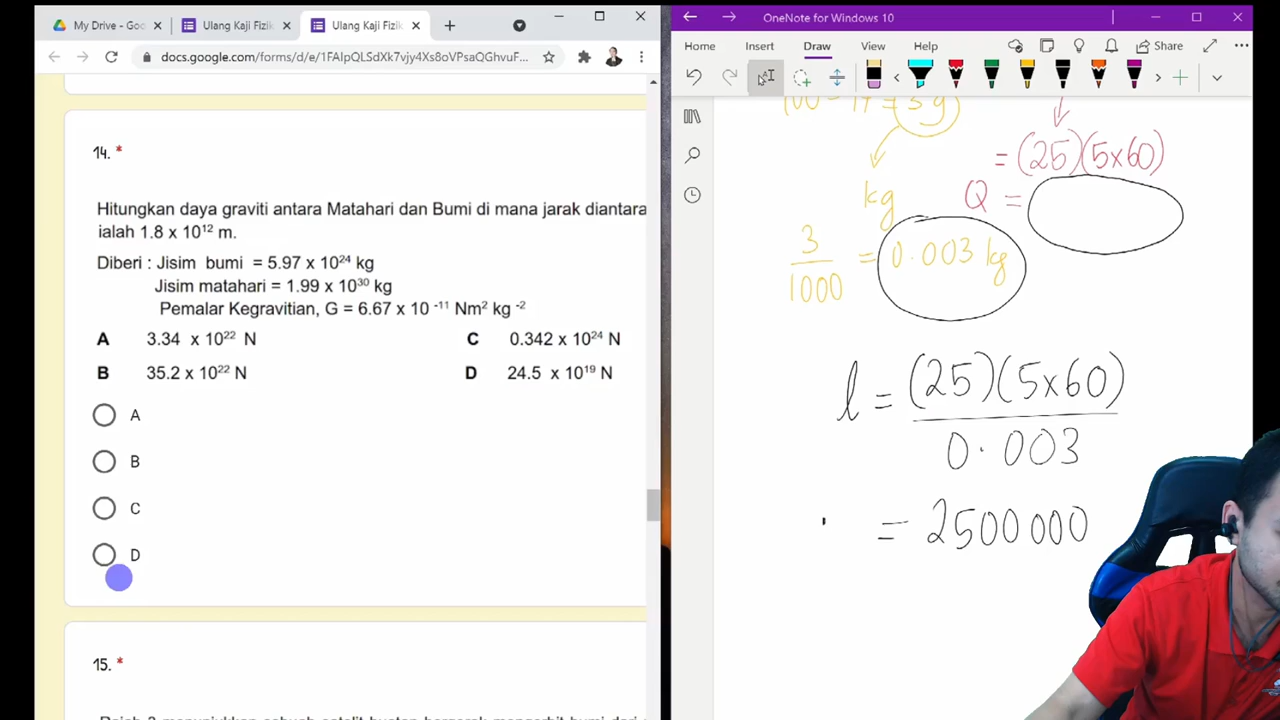 My Drive - Goo
Ulang Kaji Fizik
Ulang Kaji Fizik
docs.google.com/forms/d/e/1FAIpQLSdXk7vjy4Xs8oVPsaQGhvuF...
14. *
Hitungkan daya graviti antara Matahari dan Bumi di mana jarak diantara
ialah 1.8 x 10¹² m.
Diberi : Jisim bumi = 5.97 x 10²⁴ kg
Jisim matahari = 1.99 x 10³⁰ kg
Pemalar Kegravitian, G = 6.67 x 10 ⁻¹¹ Nm² kg ⁻²
A 3.34 x 10²² N
C 0.342 x 10²⁴ N
B 35.2 x 10²² N
D 24.5 x 10¹⁹ N
A
B
C
D
15. *
OneNote for Windows 10
Home Insert Draw View Help Share
= 3g
= (25)(5x60)
kg
Q =
3/1000 = 0.003 kg
l = (25)(5x60)
0.003
= 2500000